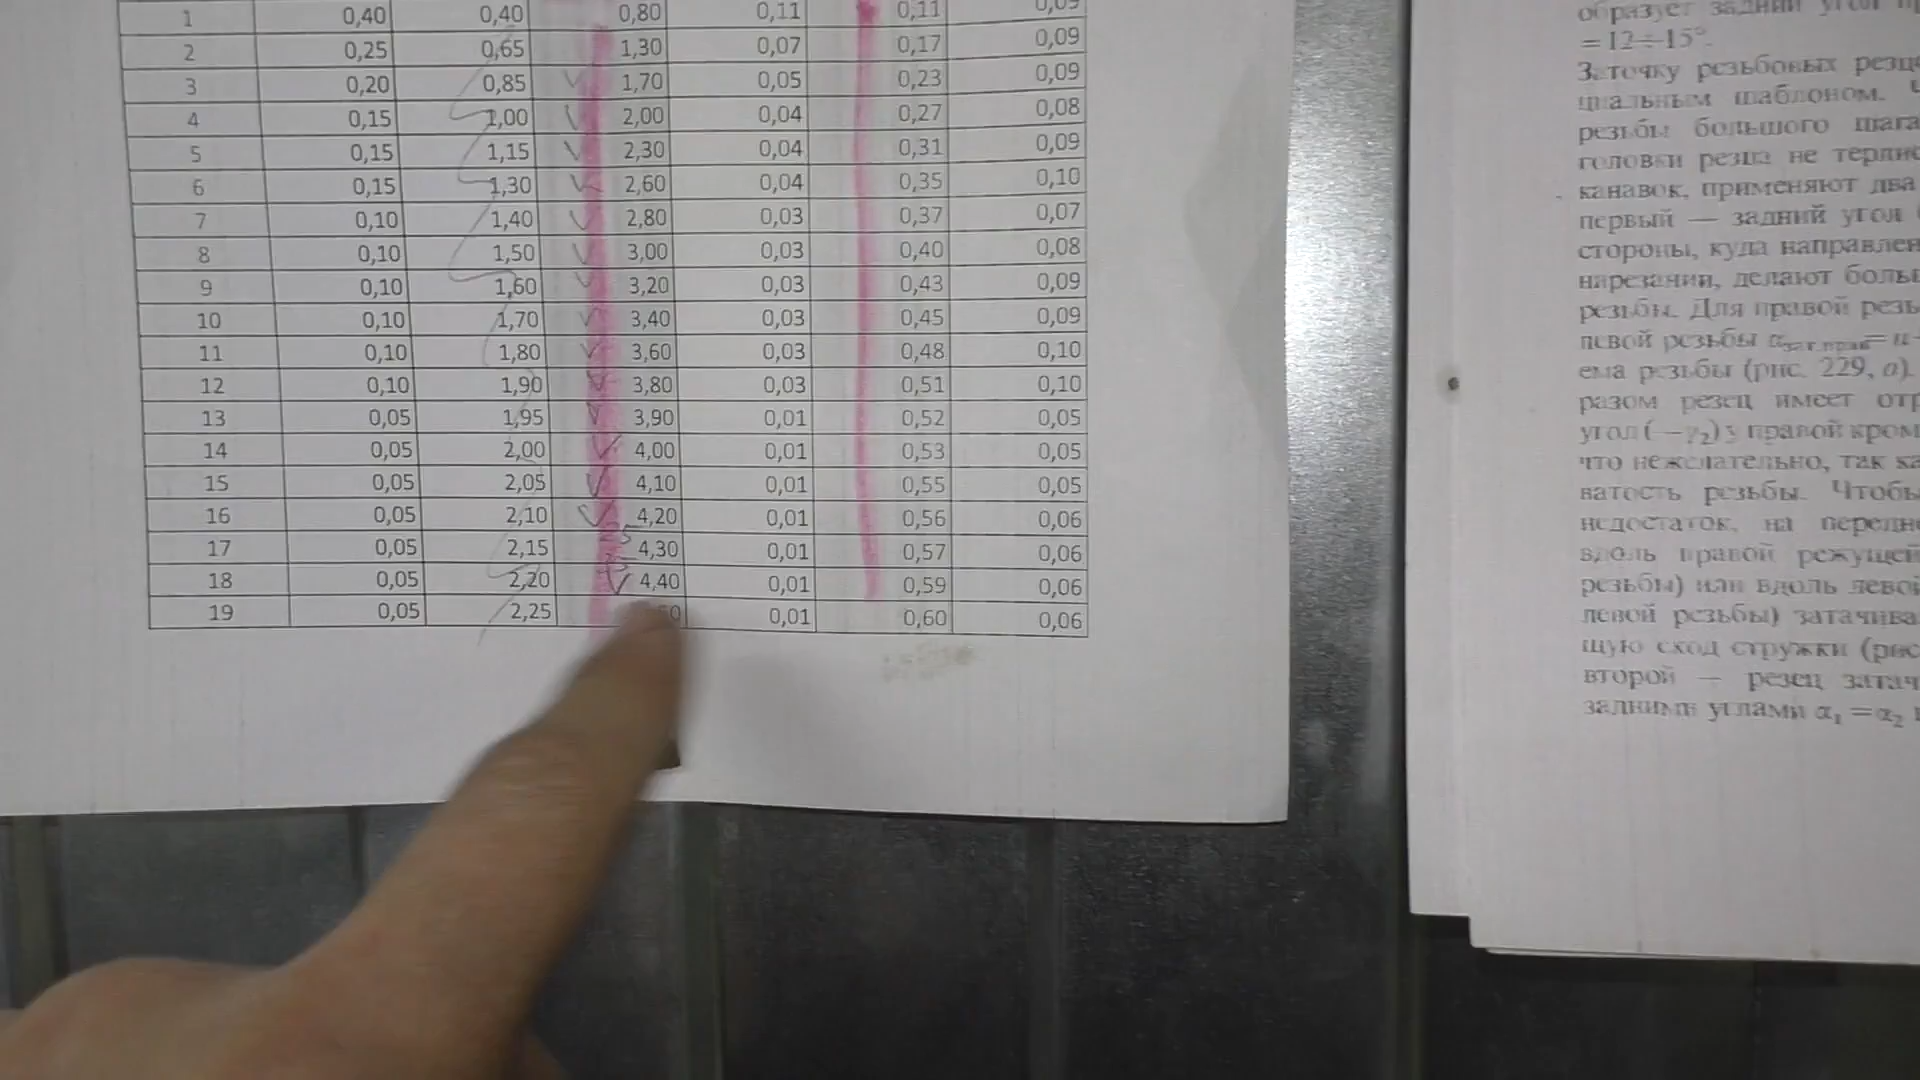 1 0,40 0,40 0,80 0,11 0,11 0,09
2 0,25 0,65 1,30 0,07 0,17 0,09
3 0,20 0,85 1,70 0,05 0,23 0,09
4 0,15 1,00 2,00 0,04 0,27 0,08
5 0,15 1,15 2,30 0,04 0,31 0,09
6 0,15 1,30 2,60 0,04 0,35 0,10
7 0,10 1,40 2,80 0,03 0,37 0,07
8 0,10 1,50 3,00 0,03 0,40 0,08
9 0,10 1,60 3,20 0,03 0,43 0,09
10 0,10 1,70 3,40 0,03 0,45 0,09
11 0,10 1,80 3,60 0,03 0,48 0,10
12 0,10 1,90 3,80 0,03 0,51 0,10
13 0,05 1,95 3,90 0,01 0,52 0,05
14 0,05 2,00 4,00 0,01 0,53 0,05
15 0,05 2,05 4,10 0,01 0,55 0,05
16 0,05 2,10 4,20 0,01 0,56 0,06
17 0,05 2,15 4,30 0,01 0,57 0,06
18 0,05 2,20 4,40 0,01 0,59 0,06
19 0,05 2,25 0,01 0,60 0,06
образует задний угол
=12÷15°.
Заточку резьбовых
циальным шаблоном.
резьбы большого шага
головки резца не
канавок, применяют два
первый — задний угол
стороны, куда
нарезании, делают
резьбы. Для правой
левой резьбы
ема резьбы (рис. 229, а).
разом резец имеет
угол (−γ₂) у правой
что нежелательно, так
ватость резьбы. Чтобы
недостаток, на
вдоль правой
резьбы) или вдоль
левой резьбы)
щую сход стружки
второй — резец
задними углами α₁=α₂